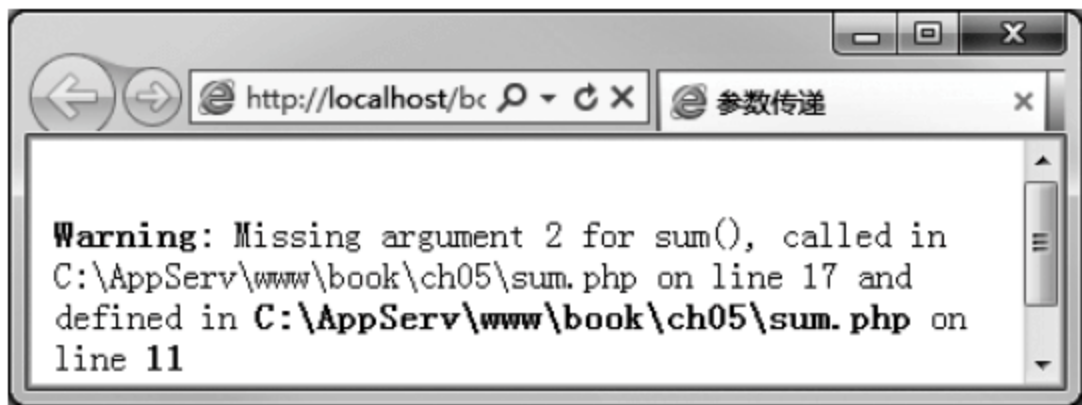 http://localhost/bc
参数传递
Warning: Missing argument 2 for sum(), called in
C:\AppServ\www\book\ch05\sum.php on line 17 and
defined in C:\AppServ\www\book\ch05\sum.php on
line 11